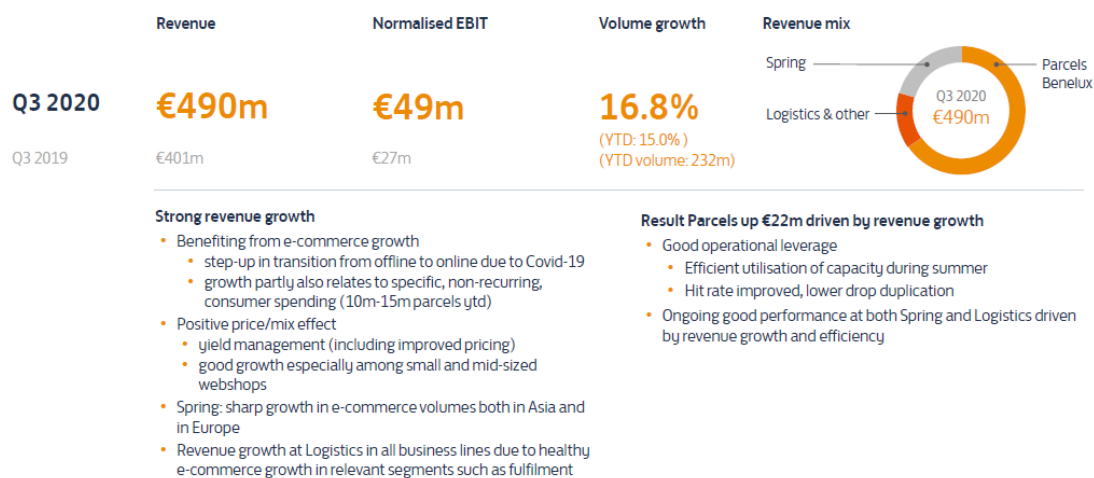 Revenue
Normalised EBIT
Volume growth
Revenue mix
Q3 2020
€490m
€49m
16.8%
(YTD: 15.0% )
(YTD volume: 232m)
Spring
Parcels
Benelux
Logistics & other
Q3 2020
€490m
Q3 2019
€401m
€27m
Strong revenue growth
• Benefiting from e-commerce growth
• step-up in transition from offline to online due to Covid-19
• growth partly also relates to specific, non-recurring,
consumer spending (10m-15m parcels ytd)
• Positive price/mix effect
• yield management (including improved pricing)
• good growth especially among small and mid-sized
webshops
• Spring: sharp growth in e-commerce volumes both in Asia and
in Europe
• Revenue growth at Logistics in all business lines due to healthy
e-commerce growth in relevant segments such as fulfilment
Result Parcels up €22m driven by revenue growth
• Good operational leverage
• Efficient utilisation of capacity during summer
• Hit rate improved, lower drop duplication
• Ongoing good performance at both Spring and Logistics driven
by revenue growth and efficiency